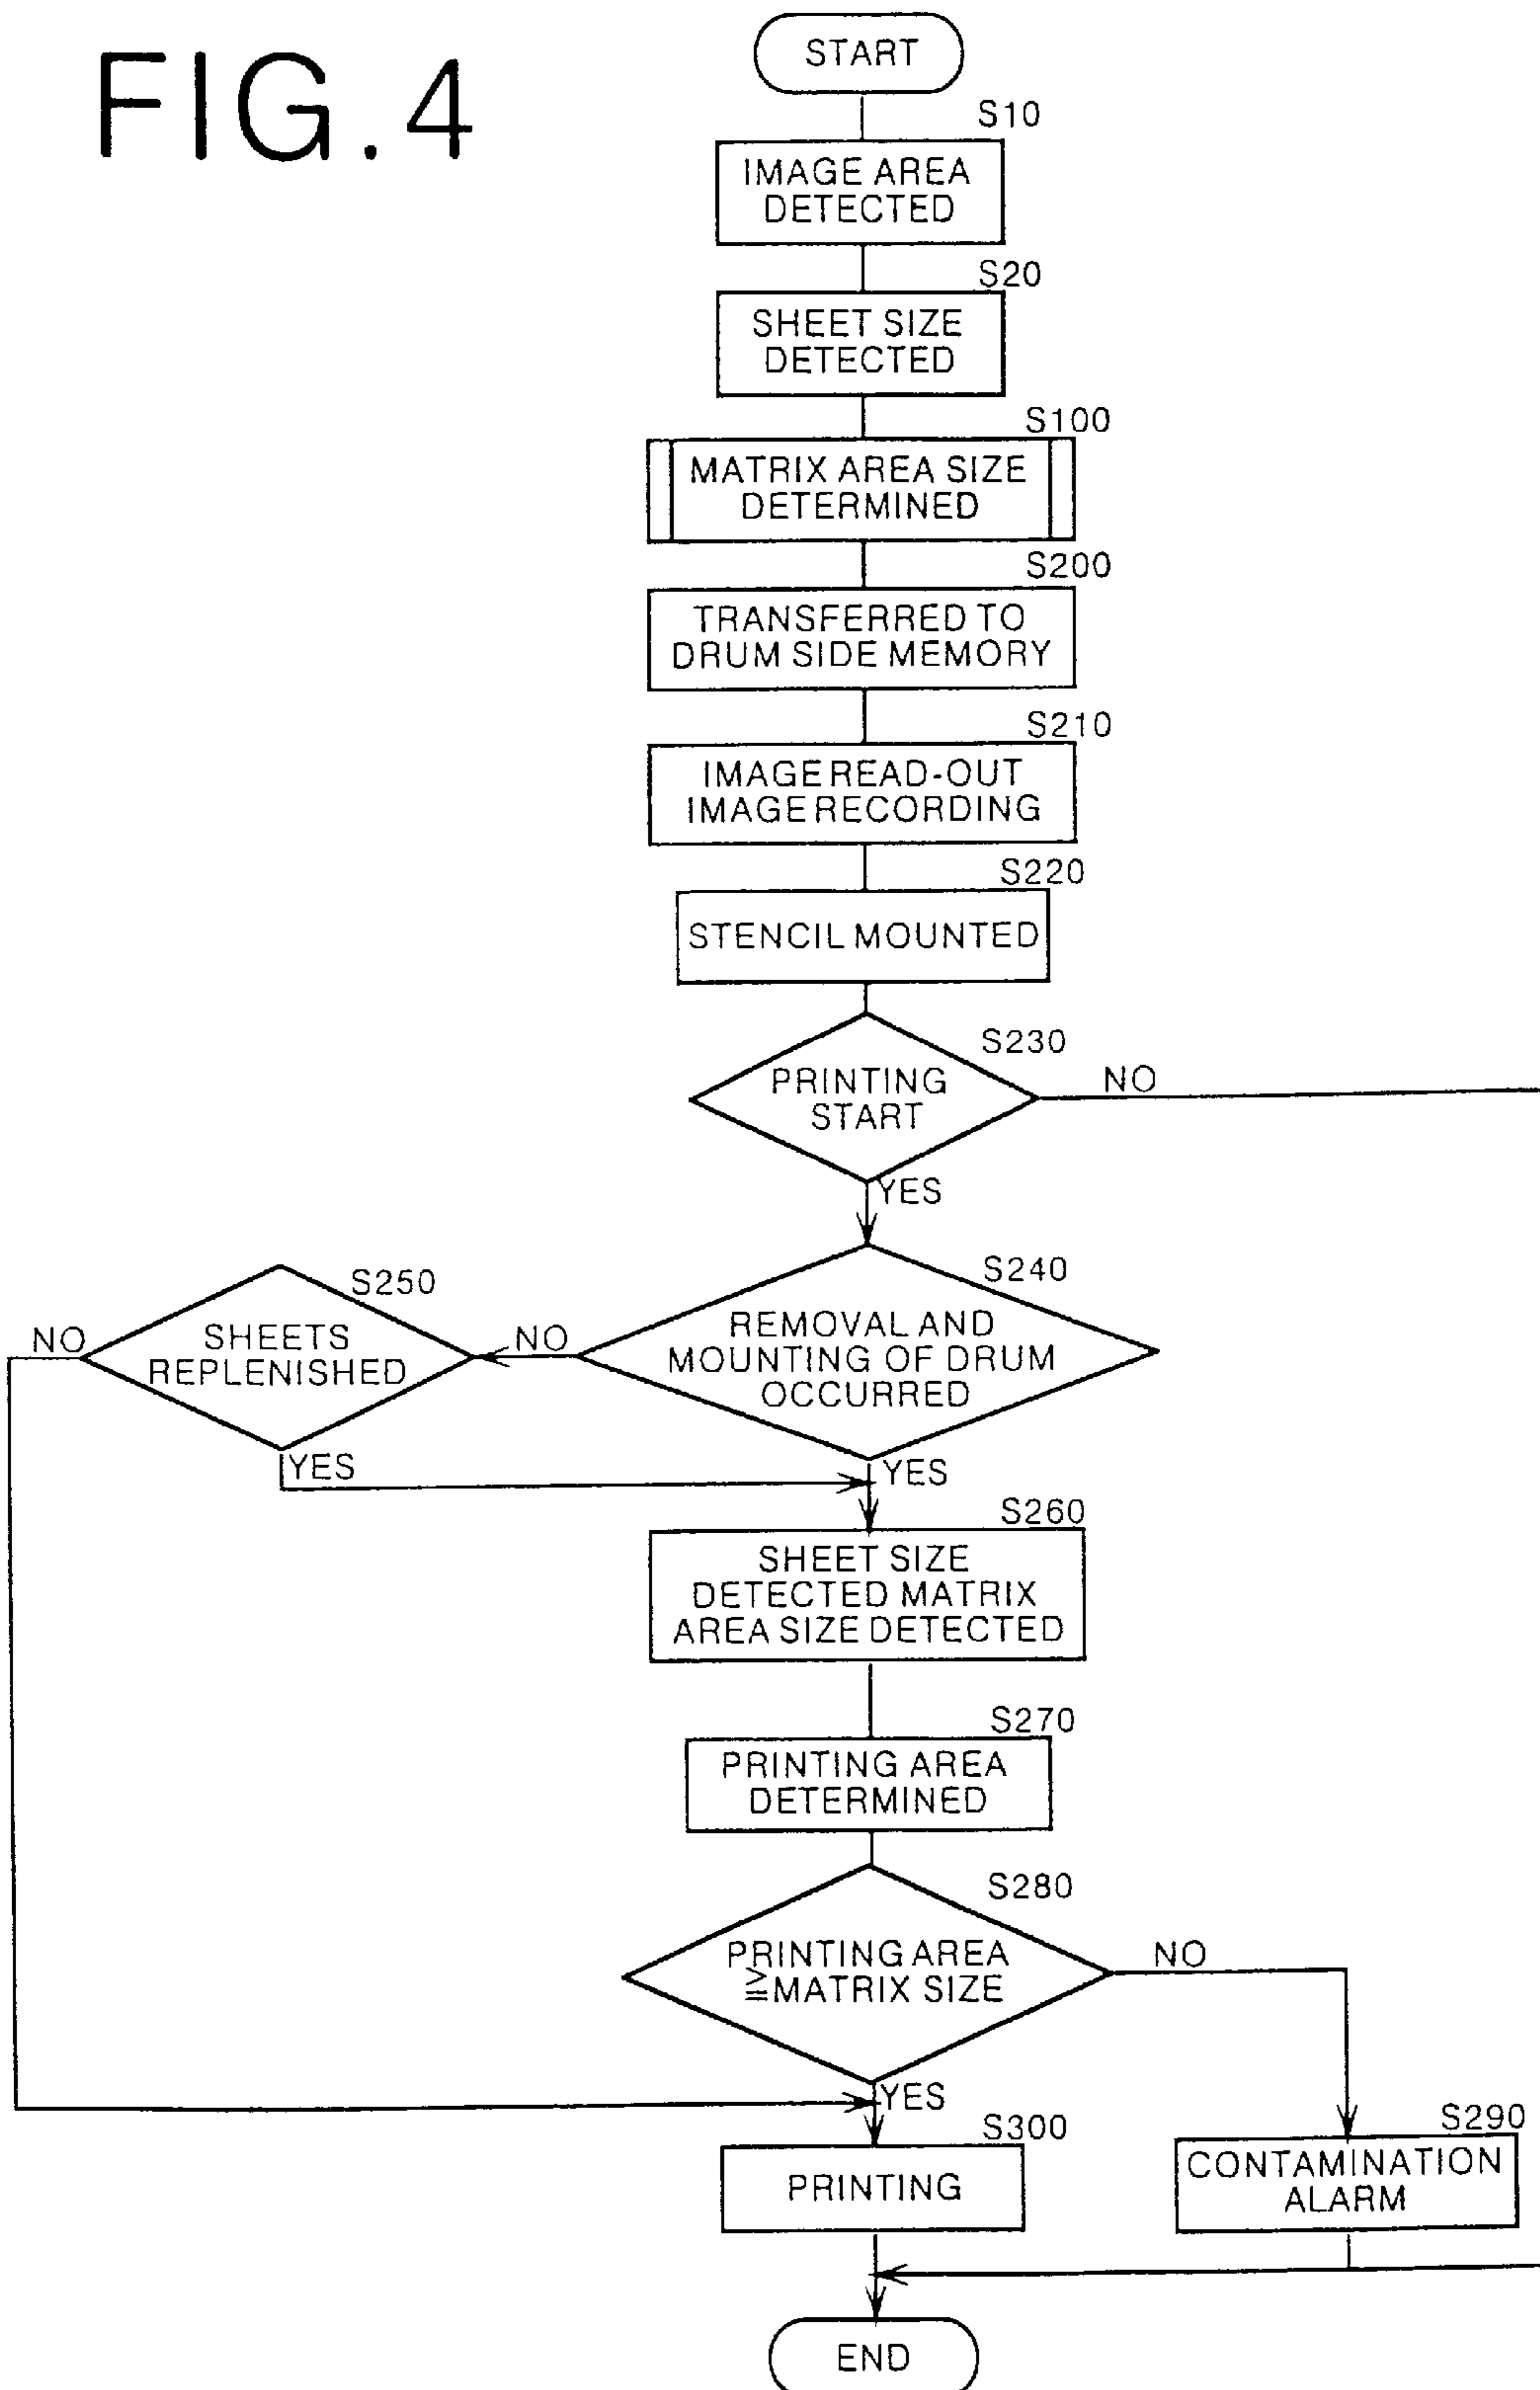 FIG.4
START
S10
IMAGE AREA
DETECTED
S20
SHEET SIZE
DETECTED
S100
MATRIX AREA SIZE
DETERMINED
S200
TRANSFERRED TO
DRUM SIDE MEMORY
S210
IMAGE READ-OUT
IMAGE RECORDING
S220
STENCIL MOUNTED
S230
PRINTING
START
NO
YES
S240
REMOVAL AND
MOUNTING OF DRUM
OCCURRED
NO
S250
SHEETS
REPLENISHED
NO
YES
YES
S260
SHEET SIZE
DETECTED MATRIX
AREA SIZE DETECTED
S270
PRINTING AREA
DETERMINED
S280
PRINTING AREA
≧MATRIX SIZE
NO
YES
S300
PRINTING
S290
CONTAMINATION
ALARM
END